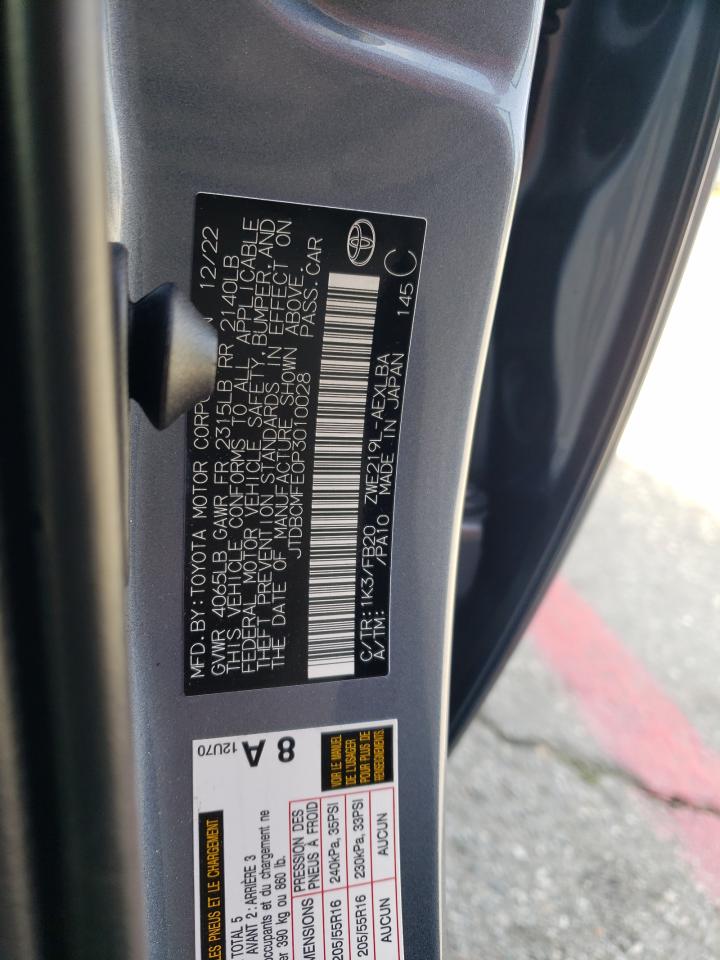 MFD. BY: TOYOTA MOTOR CORPO 12/22
GVWR 4065LB GAWR FR 2315LB RR 2140LB
THIS VEHICLE CONFORMS TO ALL APPLICABLE
FEDERAL MOTOR VEHICLE SAFETY, BUMPER, AND
THEFT PREVENTION STANDARDS IN EFFECT ON
THE DATE OF MANUFACTURE SHOWN ABOVE.
JTDBCMFE0P3010028 PASS. CAR
C/TR: 1K3/FB20 ZWE219L-AEXLBA
A/TM: /PA10 MADE IN JAPAN 145 C
8 A
12U70
LES PNEUS ET LE CHARGEMENT
TOTAL 5
AVANT 2: ARRIÈRE 3
occupants et du chargement ne
er 390 kg ou 860 lb.
MENSIONS PRESSION DES PNEUS À FROID
205/55R16 240kPa, 35PSI
205/55R16 230kPa, 33PSI
AUCUN AUCUN
VOIR LE MANUEL
DE L'USAGER
POUR PLUS DE
RENSEIGNEMENTS